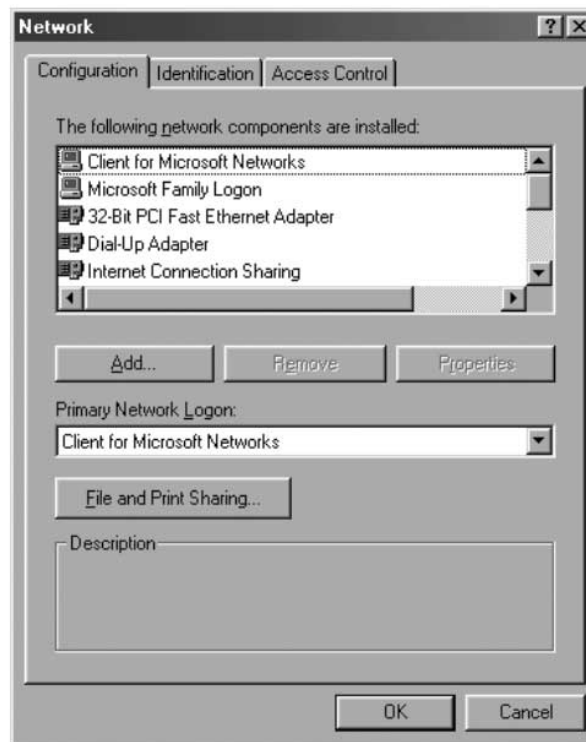 Network
Configuration Identification Access Control
The following network components are installed:
Client for Microsoft Networks
Microsoft Family Logon
32-Bit PCI Fast Ethernet Adapter
Dial-Up Adapter
Internet Connection Sharing
Add... Remove Properties
Primary Network Logon:
Client for Microsoft Networks
File and Print Sharing...
Description
OK Cancel